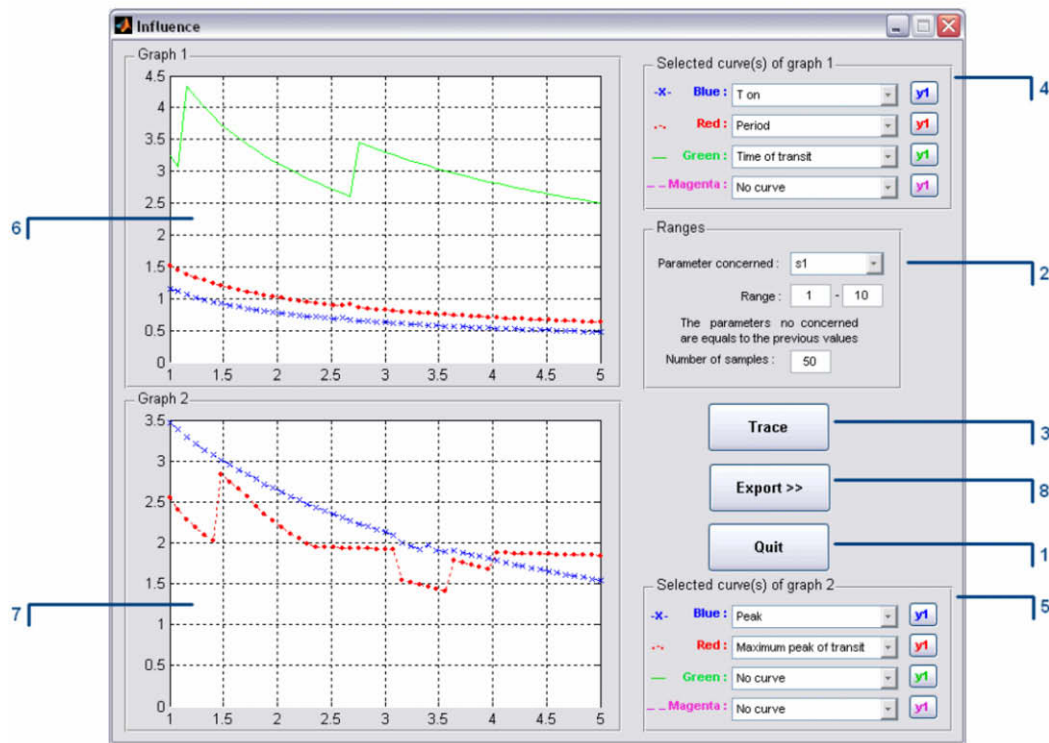 Influence
Graph 1
4.5
4
3.5
3
2.5
2
1.5
1
0.5
0
1 1.5 2 2.5 3 3.5 4 4.5 5
Graph 2
3.5
3
2.5
2
1.5
1
0.5
0
1 1.5 2 2.5 3 3.5 4 4.5 5
6
7
Selected curve(s) of graph 1
-x- Blue : T on y1
Red : Period y1
Green : Time of transit y1
Magenta : No curve y1
4
Ranges
Parameter concerned : s1
Range : 1 - 10
The parameters no concerned
are equals to the previous values
Number of samples : 50
2
Trace
3
Export >>
8
Quit
1
Selected curve(s) of graph 2
-x- Blue : Peak y1
Red : Maximum peak of transit y1
Green : No curve y1
Magenta : No curve y1
5